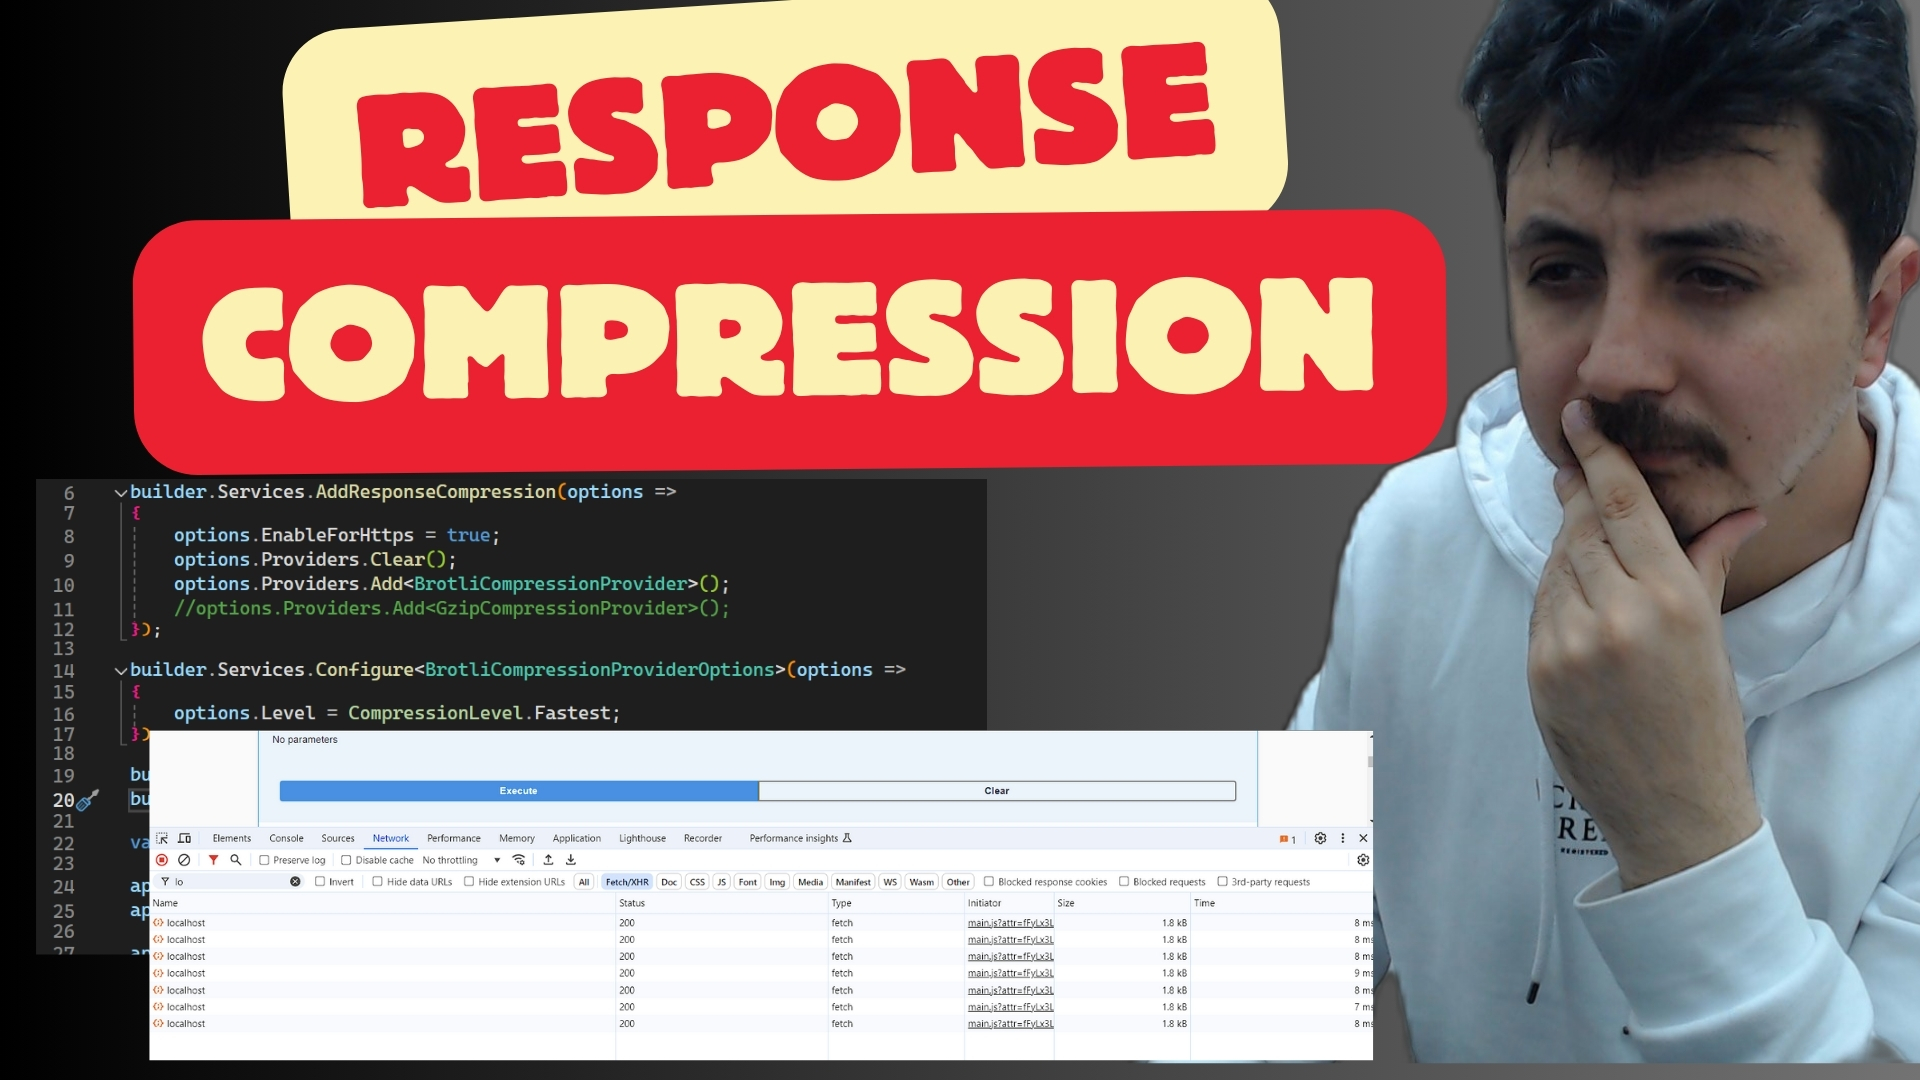 RESPONSE
COMPRESSION
6 builder.Services.AddResponseCompression(options =>
7 {
8 options.EnableForHttps = true;
9 options.Providers.Clear();
10 options.Providers.Add<BrotliCompressionProvider>();
11 //options.Providers.Add<GzipCompressionProvider>();
12 });
13
14 builder.Services.Configure<BrotliCompressionProviderOptions>(options =>
15 {
16 options.Level = CompressionLevel.Fastest;
17 })
18
19 bu
20 bu
21
22 va
23
24 ap
25 ap
26
27 ap
No parameters
Execute Clear
Elements Console Sources Network Performance Memory Application Lighthouse Recorder Performance insights 1
Preserve log Disable cache No throttling
lo Invert Hide data URLs Hide extension URLs All Fetch/XHR Doc CSS JS Font Img Media Manifest WS Wasm Other Blocked response cookies Blocked requests 3rd-party requests
Name Status Type Initiator Size Time
localhost 200 fetch main.js?attr=fFyLx3L 1.8 kB 8 ms
localhost 200 fetch main.js?attr=fFyLx3L 1.8 kB 8 ms
localhost 200 fetch main.js?attr=fFyLx3L 1.8 kB 8 ms
localhost 200 fetch main.js?attr=fFyLx3L 1.8 kB 9 ms
localhost 200 fetch main.js?attr=fFyLx3L 1.8 kB 8 ms
localhost 200 fetch main.js?attr=fFyLx3L 1.8 kB 7 ms
localhost 200 fetch main.js?attr=fFyLx3L 1.8 kB 8 ms
REGISTERED